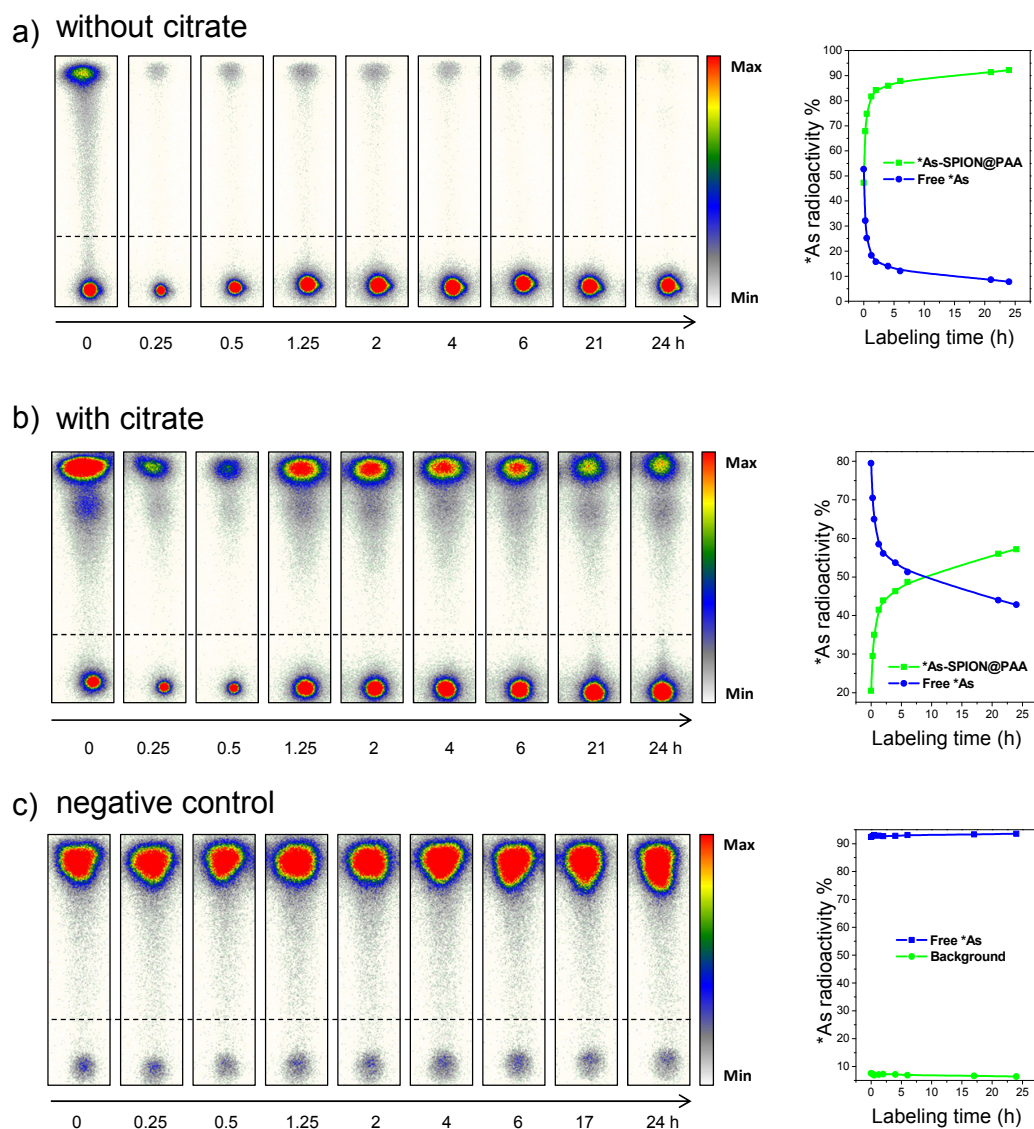 a) without citrate
Max
Min
0 0.25 0.5 1.25 2 4 6 21 24 h
*As radioactivity %
100
90
80
70
60
50
40
30
20
10
0
*As-SPION@PAA
Free *As
0 5 10 15 20 25
Labeling time (h)
b) with citrate
Max
Min
0 0.25 0.5 1.25 2 4 6 21 24 h
*As radioactivity %
80
70
60
50
40
30
20
*As-SPION@PAA
Free *As
0 5 10 15 20 25
Labeling time (h)
c) negative control
Max
Min
0 0.25 0.5 1.25 2 4 6 17 24 h
*As radioactivity %
90
80
70
60
50
40
30
20
10
Free *As
Background
0 5 10 15 20 25
Labeling time (h)